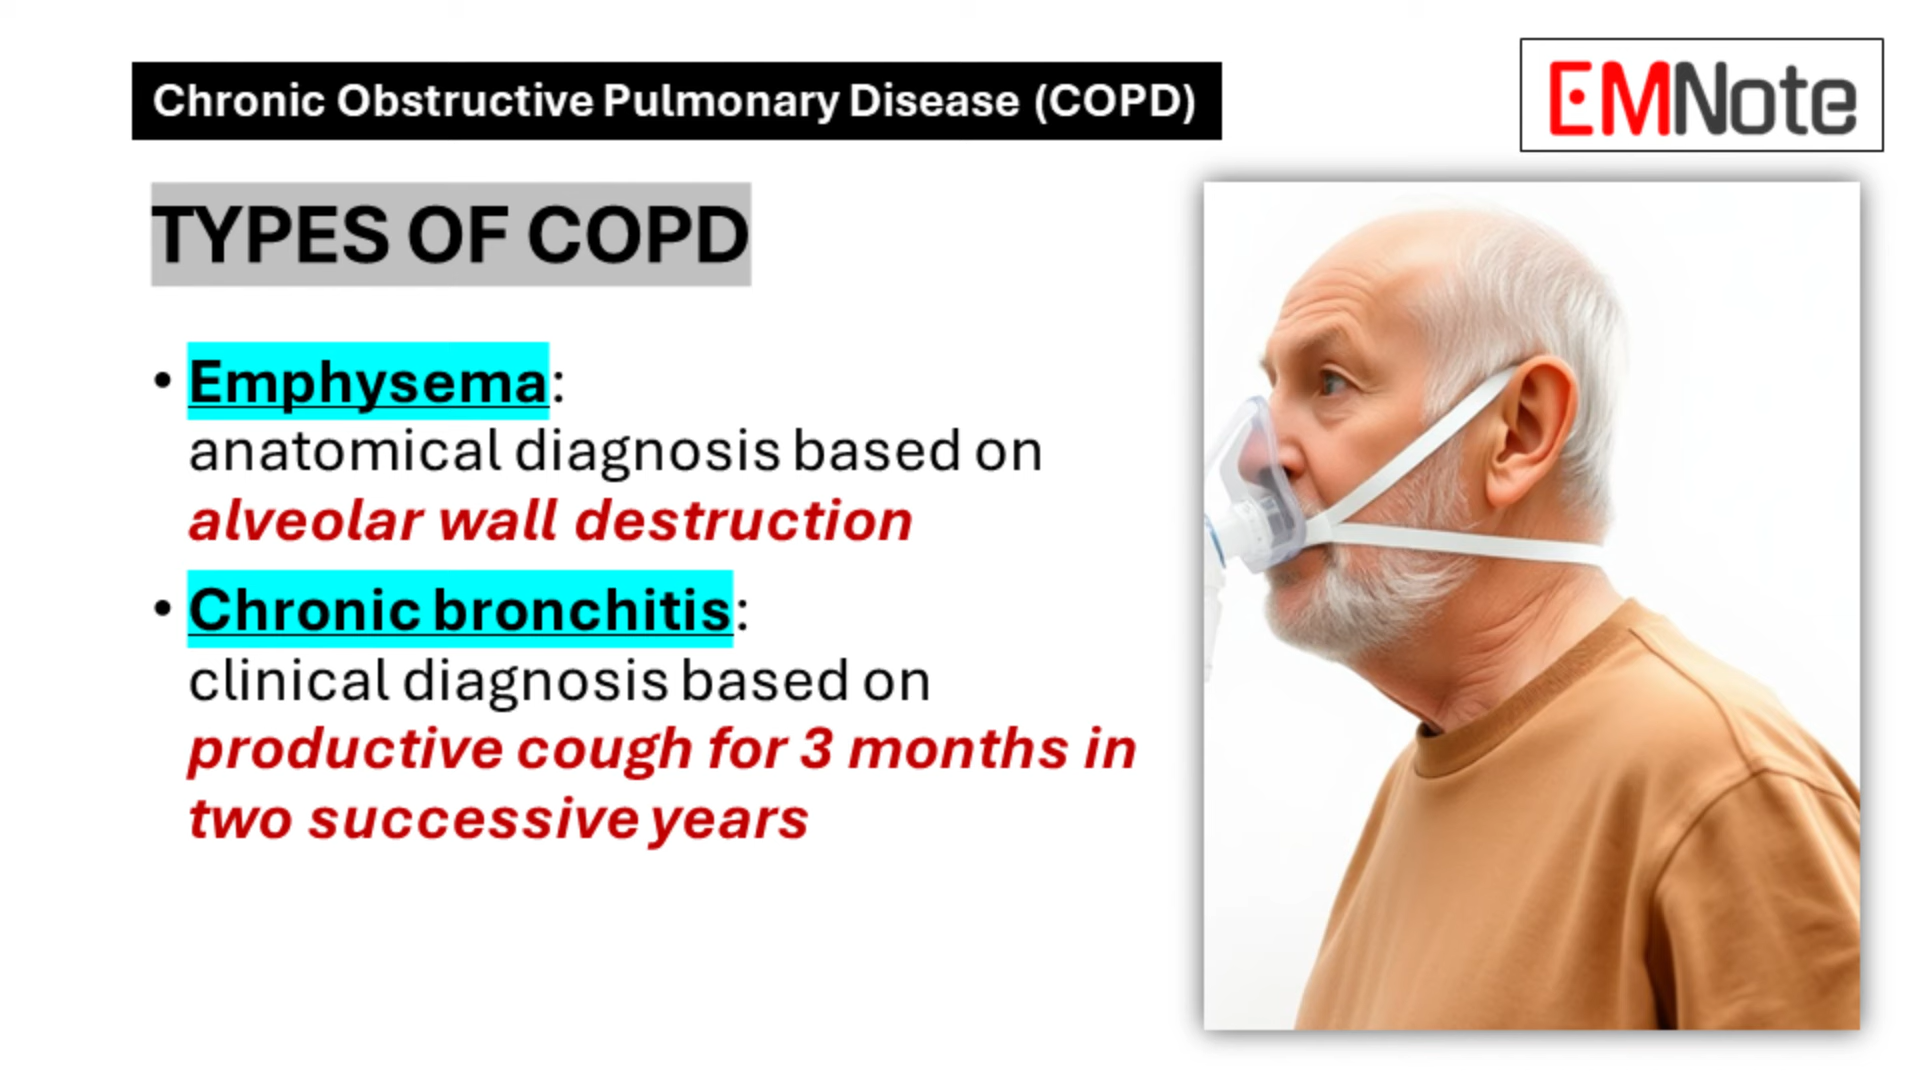 Chronic Obstructive Pulmonary Disease (COPD)
EMNote
TYPES OF COPD
• Emphysema:
anatomical diagnosis based on
alveolar wall destruction
• Chronic bronchitis:
clinical diagnosis based on
productive cough for 3 months in
two successive years